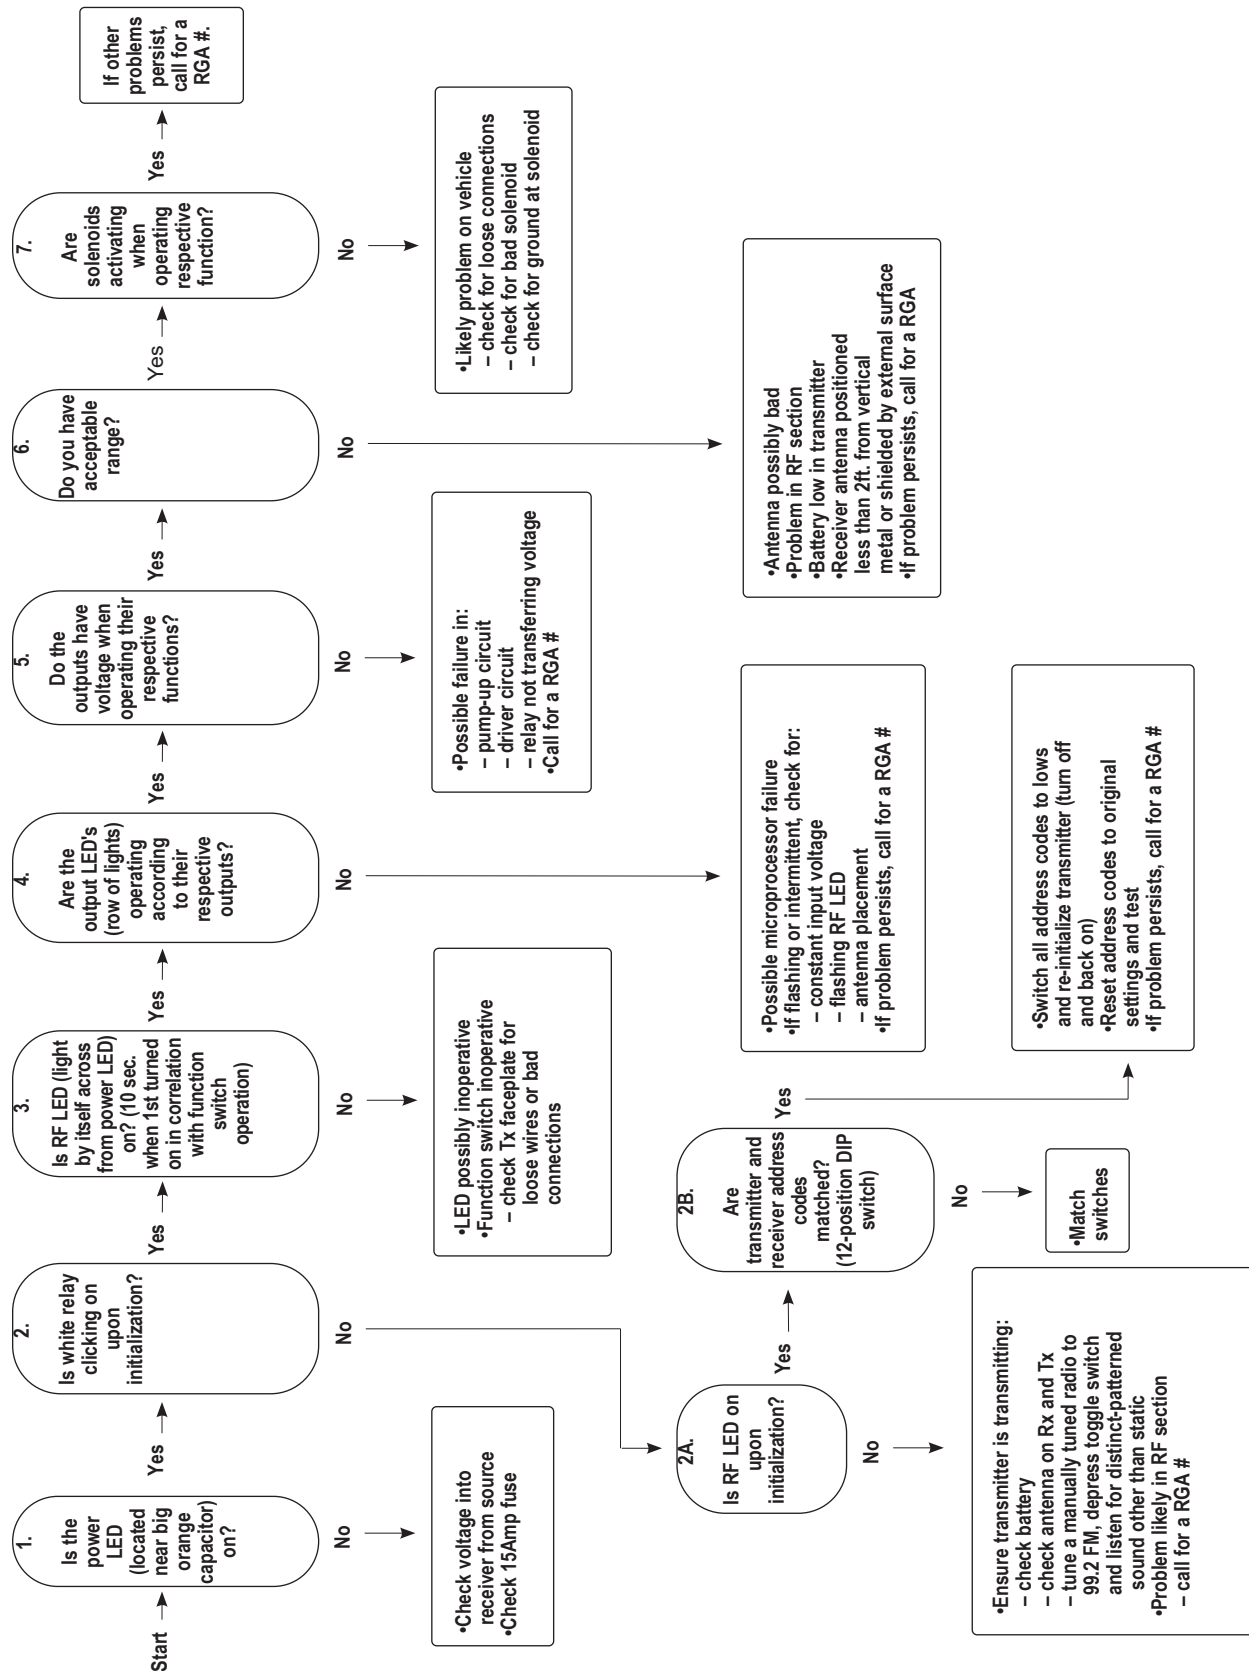 Start
1.
Is the
power
LED
(located
near big
orange
capacitor)
on?
Yes
No
•Check voltage into
receiver from source
•Check 15Amp fuse
2.
Is white relay
clicking on
upon
initialization?
Yes
No
2A.
Is RF LED on
upon
initialization?
Yes
No
•Ensure transmitter is transmitting:
– check battery
– check antenna on Rx and Tx
– tune a manually tuned radio to
99.2 FM, depress toggle switch
and listen for distinct-patterned
sound other than static
•Problem likely in RF section
– call for a RGA #
2B.
Are
transmitter and
receiver address
codes
matched?
(12-position DIP
switch)
Yes
No
•Match
switches
•Switch all address codes to lows
and re-initialize transmitter (turn off
and back on)
•Reset address codes to original
settings and test
•If problem persists, call for a RGA #
3.
Is RF LED (light
by itself across
from power LED)
on? (10 sec.
when 1st turned
on in correlation
with function
switch
operation)
Yes
No
•LED possibly inoperative
•Function switch inoperative
– check Tx faceplate for
loose wires or bad
connections
4.
Are the
output LED's
(row of lights)
operating
according
to their
respective
outputs?
Yes
No
•Possible microprocessor failure
•If flashing or intermittent, check for:
– constant input voltage
– flashing RF LED
– antenna placement
•If problem persists, call for a RGA #
5.
Do the
outputs have
voltage when
operating their
respective
functions?
Yes
No
•Possible failure in:
– pump-up circuit
– driver circuit
– relay not transferring voltage
•Call for a RGA #
6.
Do you have
acceptable
range?
Yes
No
•Antenna possibly bad
•Problem in RF section
•Battery low in transmitter
•Receiver antenna positioned
less than 2ft. from vertical
metal or shielded by external surface
•If problem persists, call for a RGA
7.
Are
solenoids
activating
when
operating
respective
function?
Yes
No
•Likely problem on vehicle
– check for loose connections
– check for bad solenoid
– check for ground at solenoid
If other
problems
persist,
call for a
RGA #.